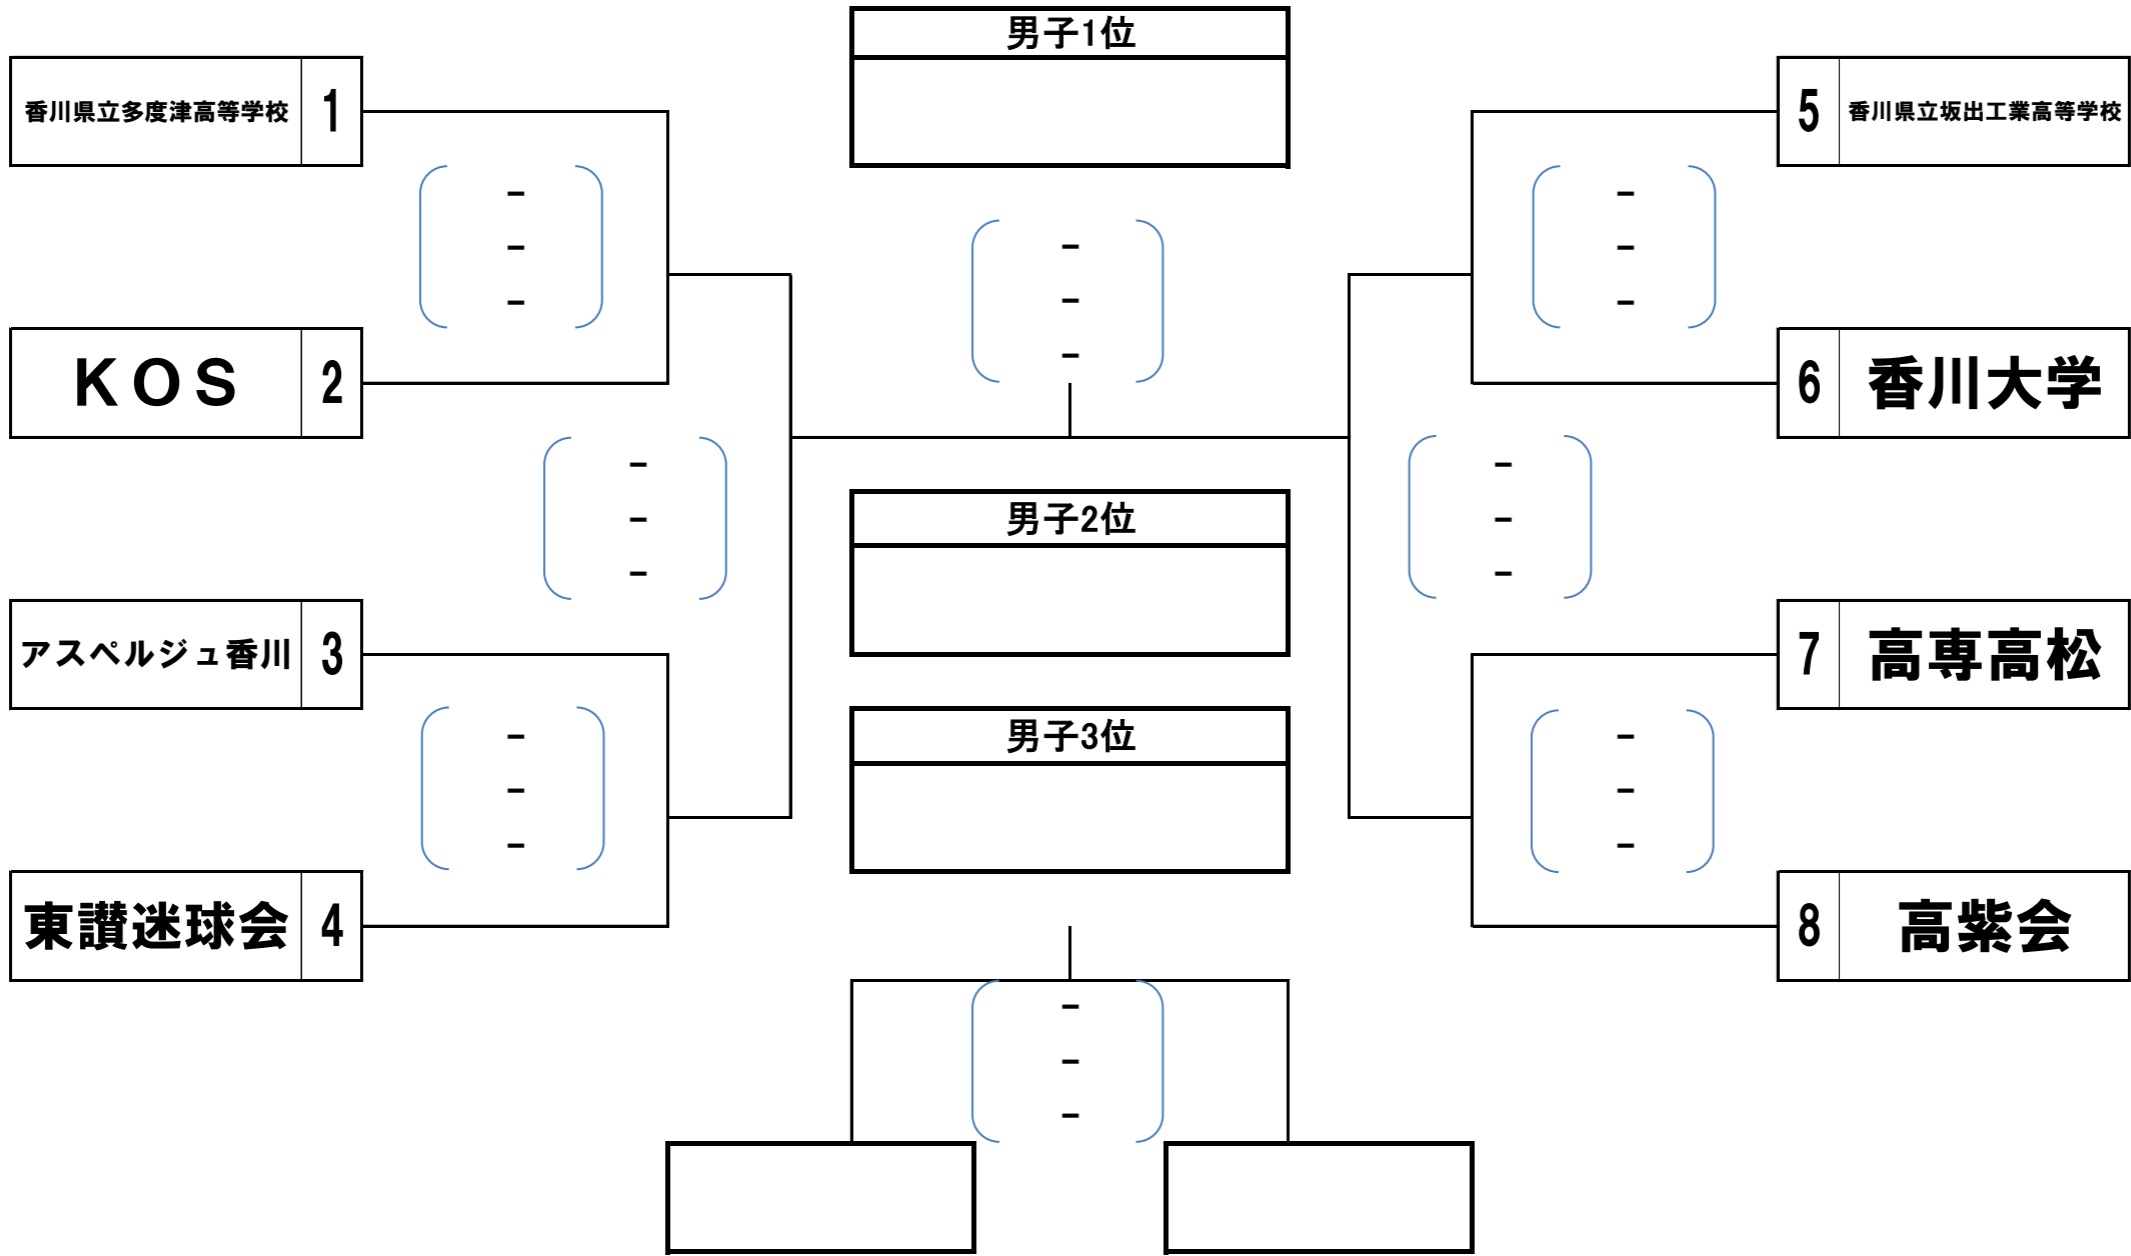 男子1位
香川県立多度津高等学校 1
5 香川県立坂出工業高等学校
-
-
-
-
-
-
-
-
-
KOS 2
6 香川大学
-
-
-
-
-
-
男子2位
アスペルジュ香川 3
7 高専高松
男子3位
-
-
-
-
-
-
東讃迷球会 4
8 高紫会
-
-
-